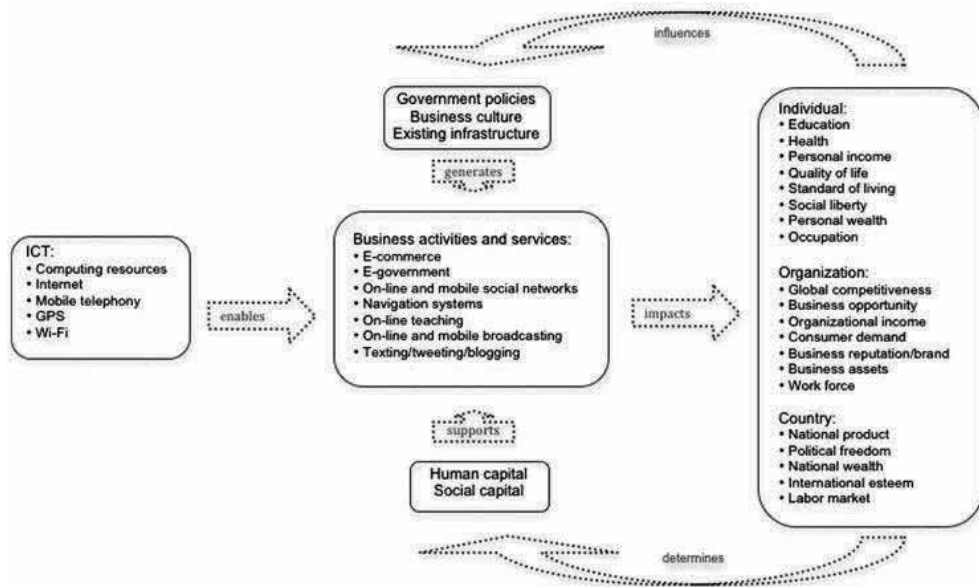 influences
Government policies
Business culture
Existing infrastructure
generates
ICT:
• Computing resources
• Internet
• Mobile telephony
• GPS
• Wi-Fi
enables
Business activities and services:
• E-commerce
• E-government
• On-line and mobile social networks
• Navigation systems
• On-line teaching
• On-line and mobile broadcasting
• Texting/tweeting/blogging
impacts
Individual:
• Education
• Health
• Personal income
• Quality of life
• Standard of living
• Social liberty
• Personal wealth
• Occupation
Organization:
• Global competitiveness
• Business opportunity
• Organizational income
• Consumer demand
• Business reputation/brand
• Business assets
• Work force
Country:
• National product
• Political freedom
• National wealth
• International esteem
• Labor market
supports
Human capital
Social capital
determines